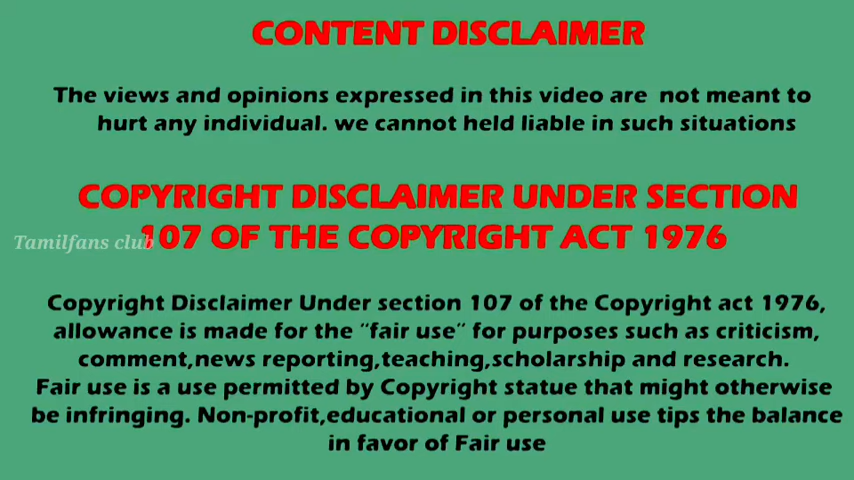 CONTENT DISCLAIMER
The views and opinions expressed in this video are not meant to
hurt any individual. we cannot held liable in such situations
COPYRIGHT DISCLAIMER UNDER SECTION
107 OF THE COPYRIGHT ACT 1976
Tamilfans club
Copyright Disclaimer Under section 107 of the Copyright act 1976,
allowance is made for the "fair use" for purposes such as criticism,
comment,news reporting,teaching,scholarship and research.
Fair use is a use permitted by Copyright statue that might otherwise
be infringing. Non-profit,educational or personal use tips the balance
in favor of Fair use